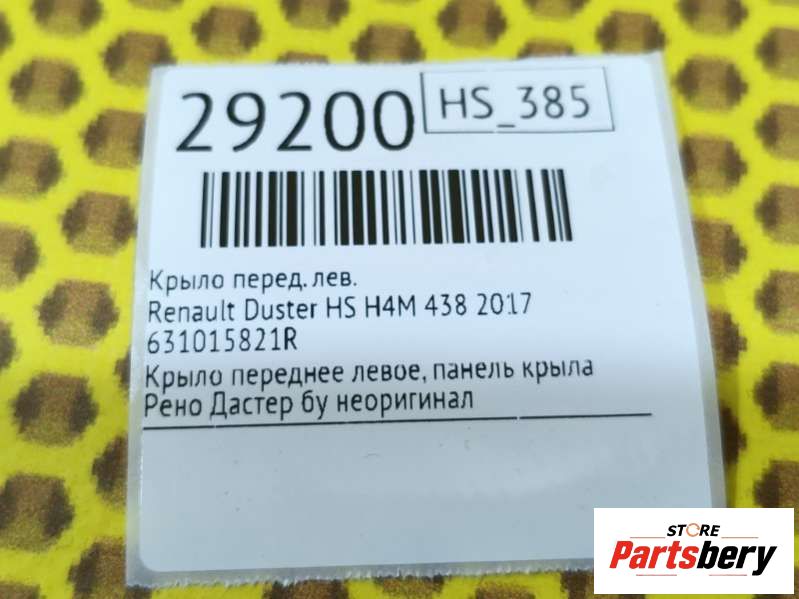 29200
HS_385
Крыло перед. лев.
Renault Duster HS H4M 438 2017
631015821R
Крыло переднее левое, панель крыла
Рено Дастер бу неоригинал
STORE
Partsbery